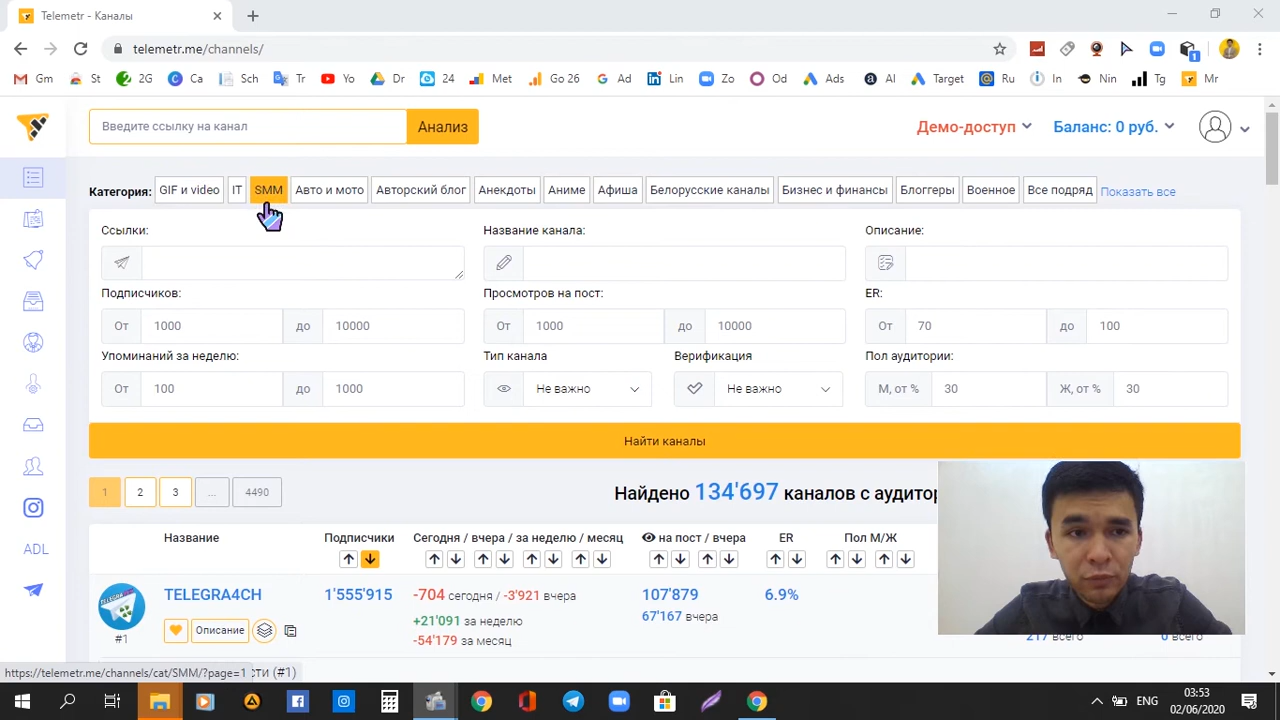 Telemetr - Каналы
telemetr.me/channels/
Gm St 2G Ca Sch Tr Yo Dr 24 Met Go 26 Ad Lin Zo Od Ads AI Target Ru In Nin Tg Mr
Введите ссылку на канал Анализ Демо-доступ Баланс: 0 руб.
Категория: GIF и video IT SMM Авто и мото Авторский блог Анекдоты Аниме Афиша Белорусские каналы Бизнес и финансы Блоггеры Военное Все подряд Показать все
Ссылки: Название канала: Описание:
Подписчиков: Просмотров на пост: ER:
От 1000 до 10000 От 1000 до 10000 От 70 до 100
Упоминаний за неделю: Тип канала Верификация Пол аудитории:
От 100 до 1000 Не важно Не важно М, от % 30 Ж, от % 30
Найти каналы
1 2 3 ... 4490 Найдено 134'697 каналов с аудитор
Название Подписчики Сегодня / вчера / за неделю / месяц на пост / вчера ER Пол М/Ж
TELEGRA4CH 1'555'915 -704 сегодня / -3'921 вчера 107'879 6.9%
+21'091 за неделю 67'167 вчера
Описание
#1 -54'179 за месяц 217 всего 0 всего
https://telemetr.me/channels/cat/SMM/?page=1 сти (#1)
ADL
ENG 03:53
02/06/2020
1